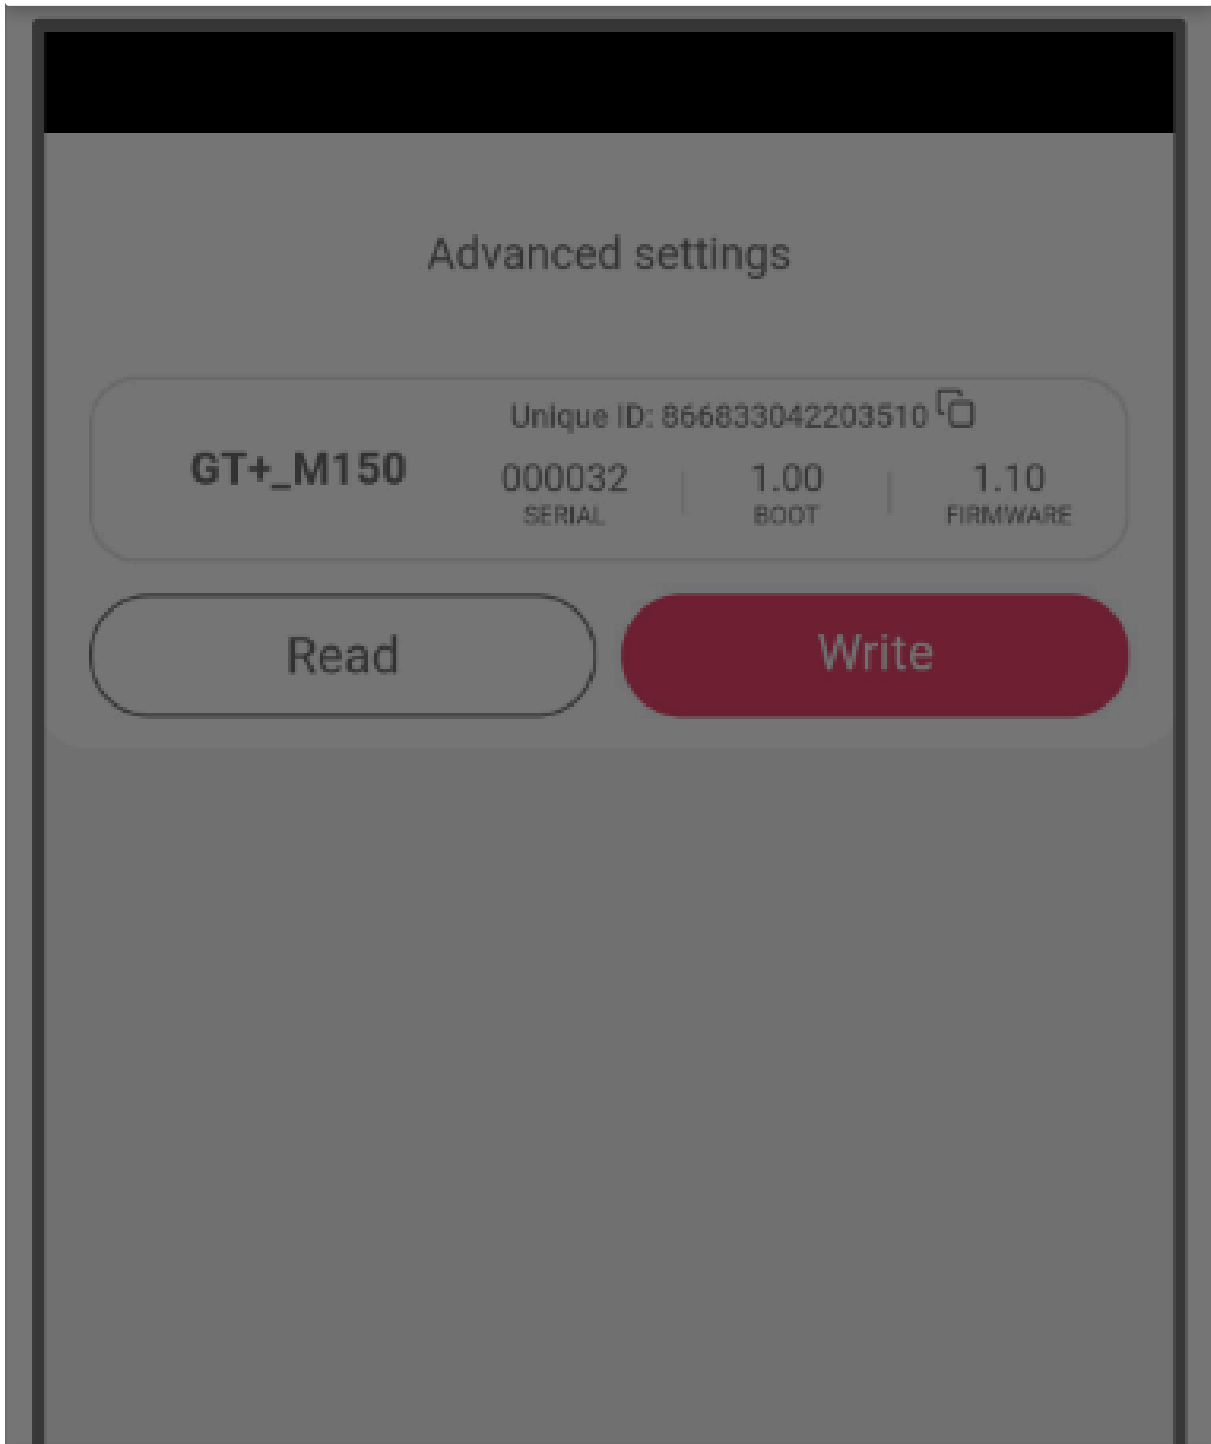 Advanced settings
Unique ID: 866833042203510
GT+_M150
000032 1.00 1.10
SERIAL BOOT FIRMWARE
Read Write